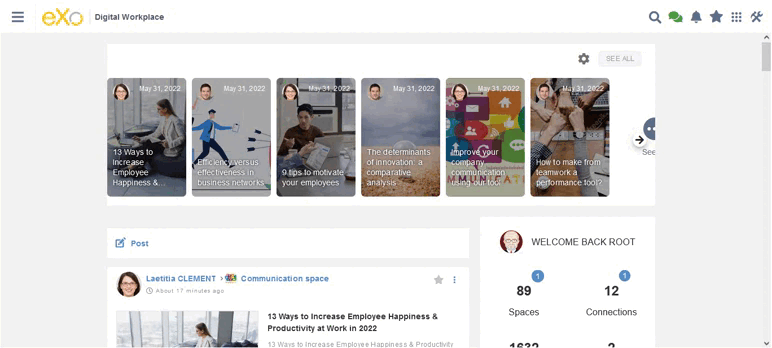 eXo Digital Workplace
SEE ALL
May 31, 2022
13 Ways to
Increase
Employee
Happiness &...
May 31, 2022
Efficiency versus
effectiveness in
business networks
May 31, 2022
9 tips to motivate
your employees
May 31, 2022
The determinants
of innovation: a
comparative
analysis
May 31, 2022
Improve your
company
communication
using our tool
May 31, 2022
How to make from
teamwork a
performance tool?
See
Post
Laetitia CLEMENT > Communication space
About 17 minutes ago
13 Ways to Increase Employee Happiness &
Productivity at Work in 2022
13 Ways to Increase Employee Happiness & Productivity
WELCOME BACK ROOT
1
89
Spaces
1
12
Connections
1632
2